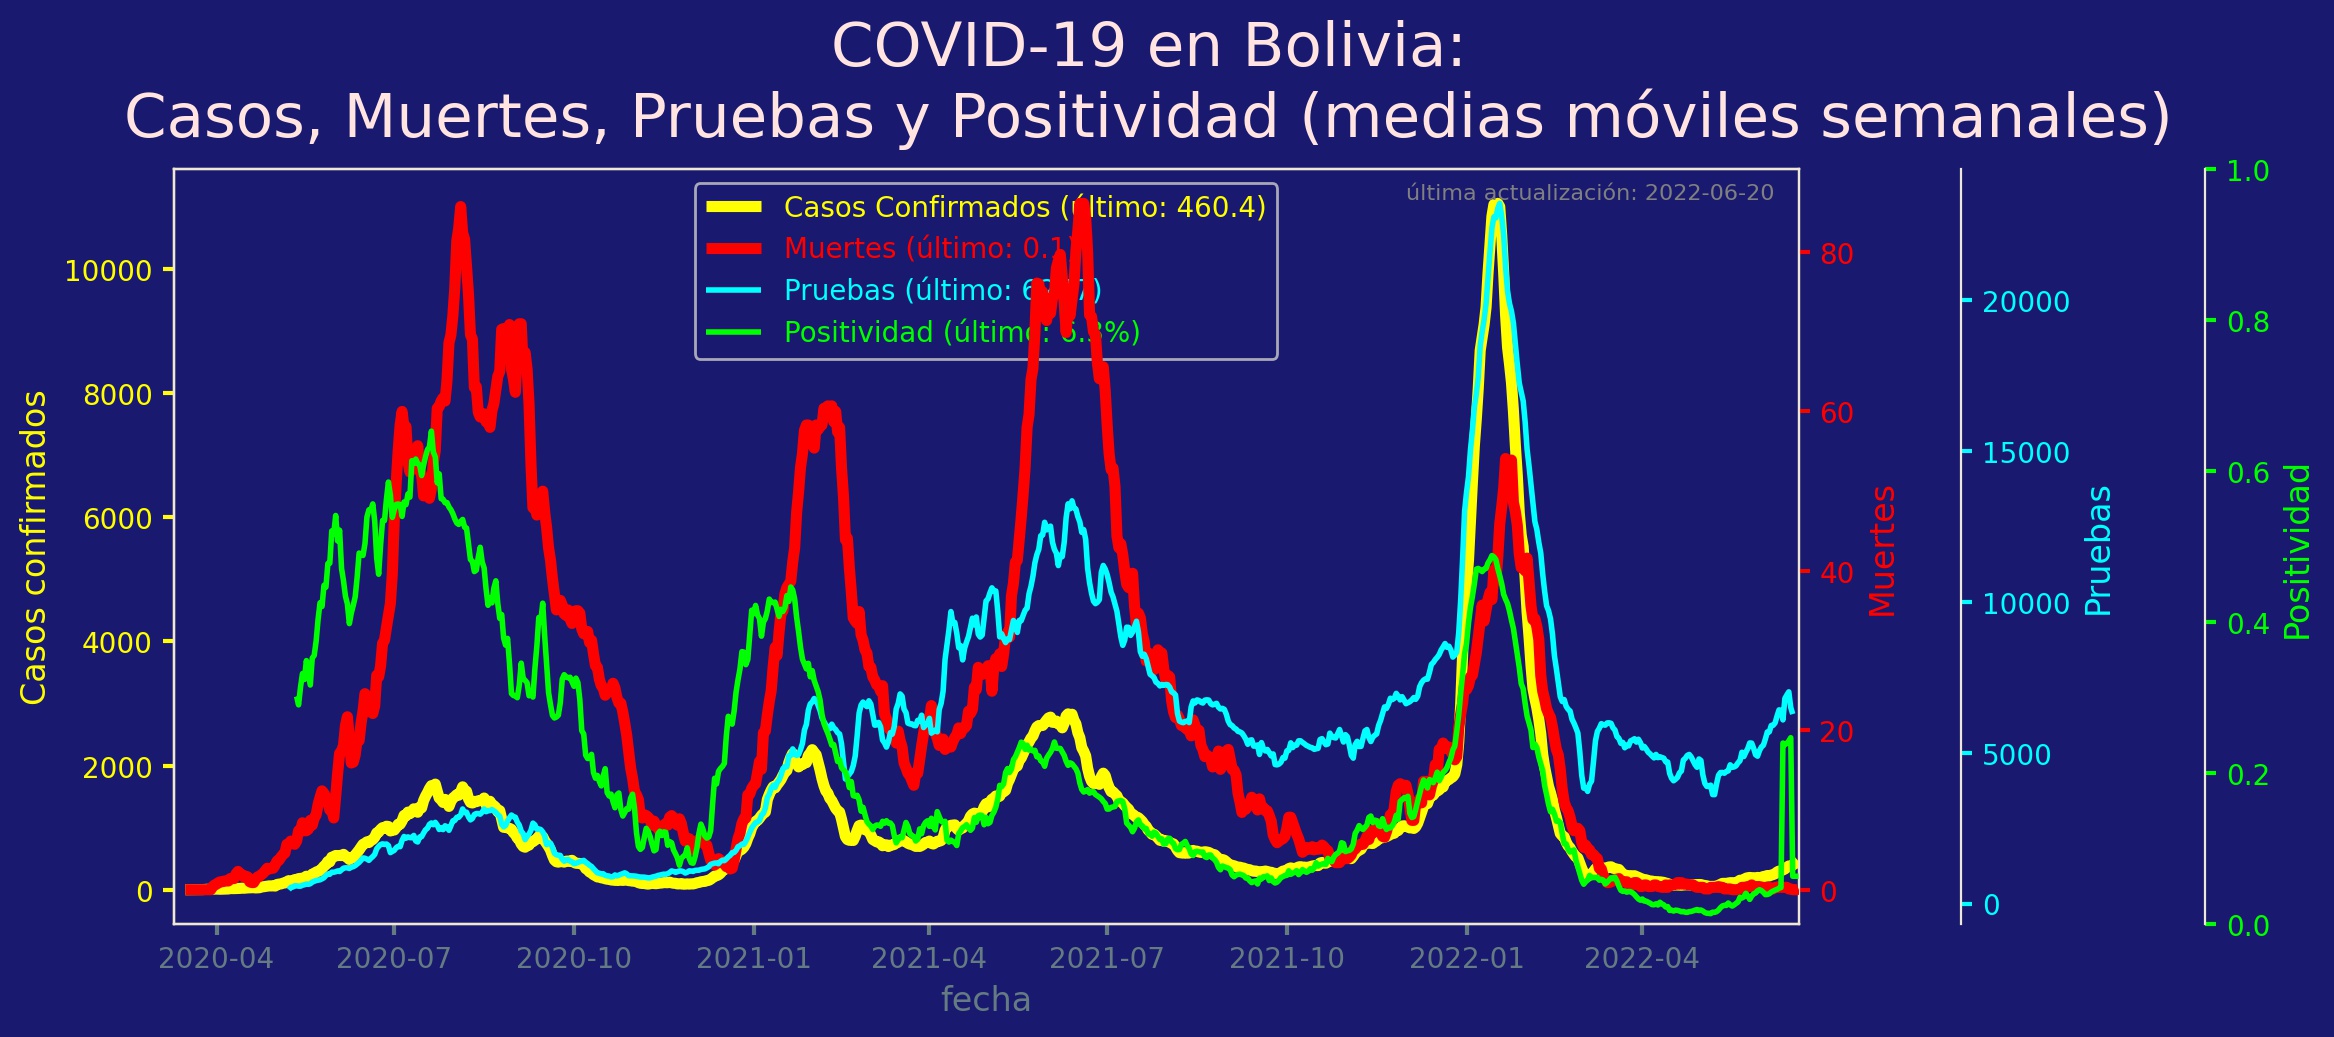 COVID-19 en Bolivia:
Casos, Muertes, Pruebas y Positividad (medias móviles semanales)
última actualización: 2022-06-20
Casos Confirmados (último: 460.4)
Muertes (último: 0.1)
Pruebas (último:
Positividad (último: 6.3%)
Casos confirmados
10000
8000
6000
4000
2000
0
Muertes
80
60
40
20
0
Pruebas
20000
15000
10000
5000
0
Positividad
1.0
0.8
0.6
0.4
0.2
0.0
2020-04 2020-07 2020-10 2021-01 2021-04 2021-07 2021-10 2022-01 2022-04
fecha